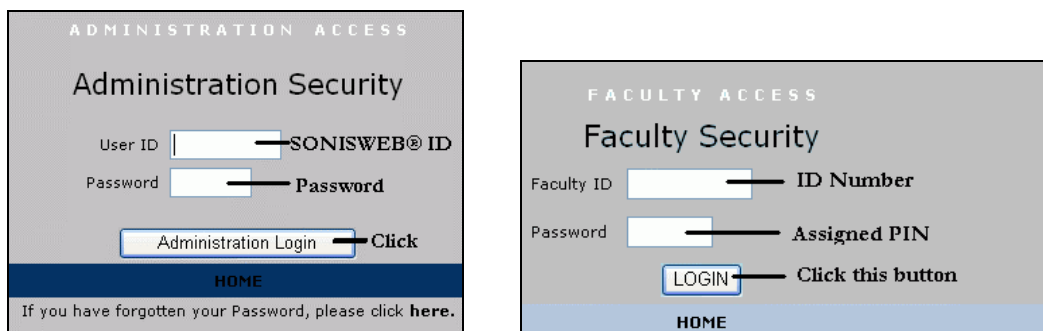 ADMINISTRATION ACCESS
Administration Security
User ID SONISWEB® ID
Password Password
Administration Login Click
HOME
If you have forgotten your Password, please click here.
FACULTY ACCESS
Faculty Security
Faculty ID ID Number
Password Assigned PIN
LOGIN Click this button
HOME